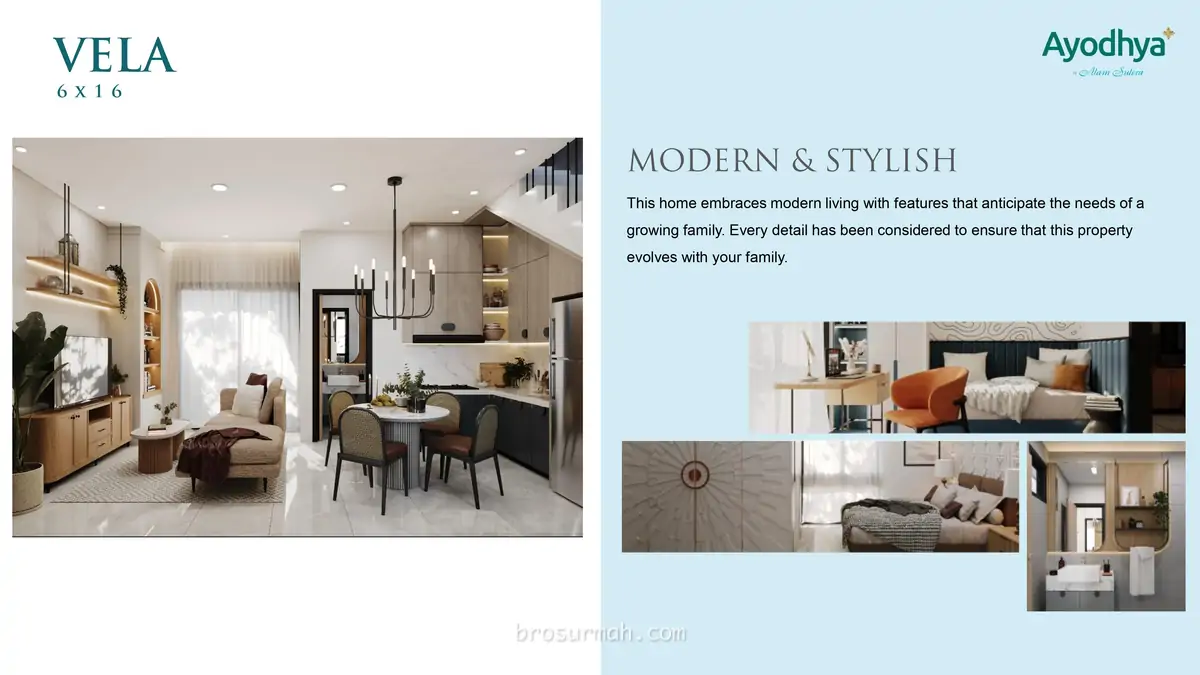 VELA
6 X 16
Ayodhya
Alam Sutera
MODERN & STYLISH
This home embraces modern living with features that anticipate the needs of a
growing family. Every detail has been considered to ensure that this property
evolves with your family.
brosurmah.com